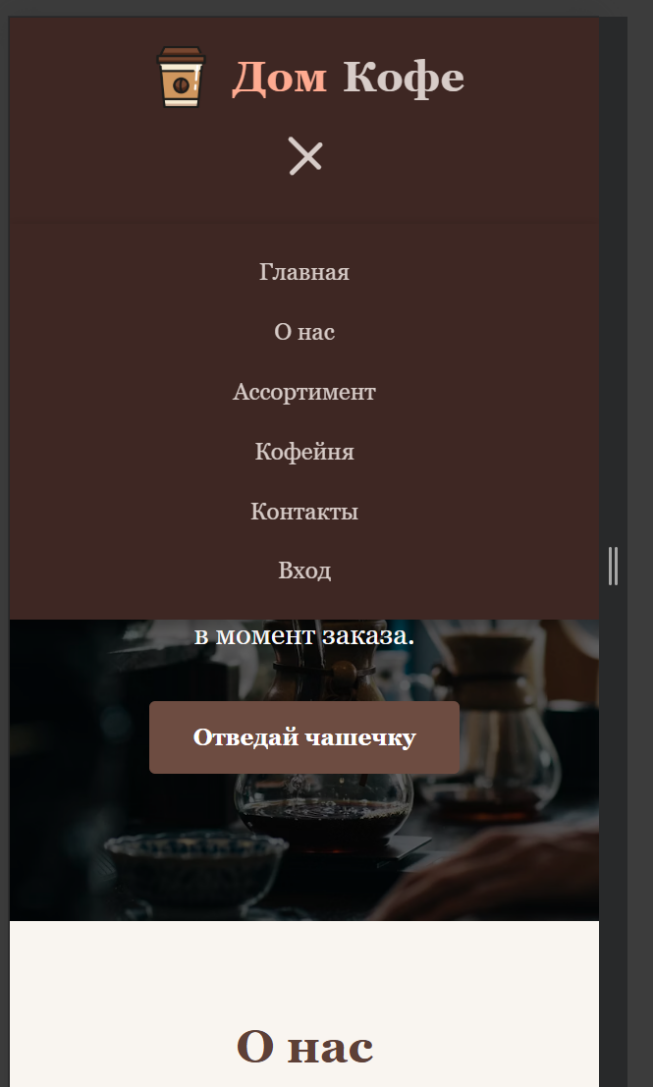 Дом Кофе
Главная
О нас
Ассортимент
Кофейня
Контакты
Вход
в момент заказа.
Отведай чашечку
О нас